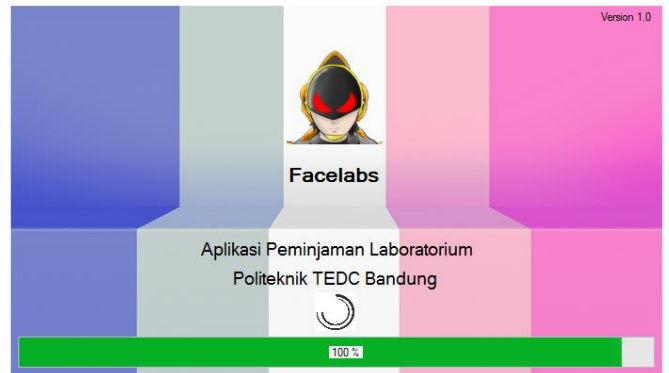 Version 1.0
Facelabs
Aplikasi Peminjaman Laboratorium
Politeknik TEDC Bandung
100 %